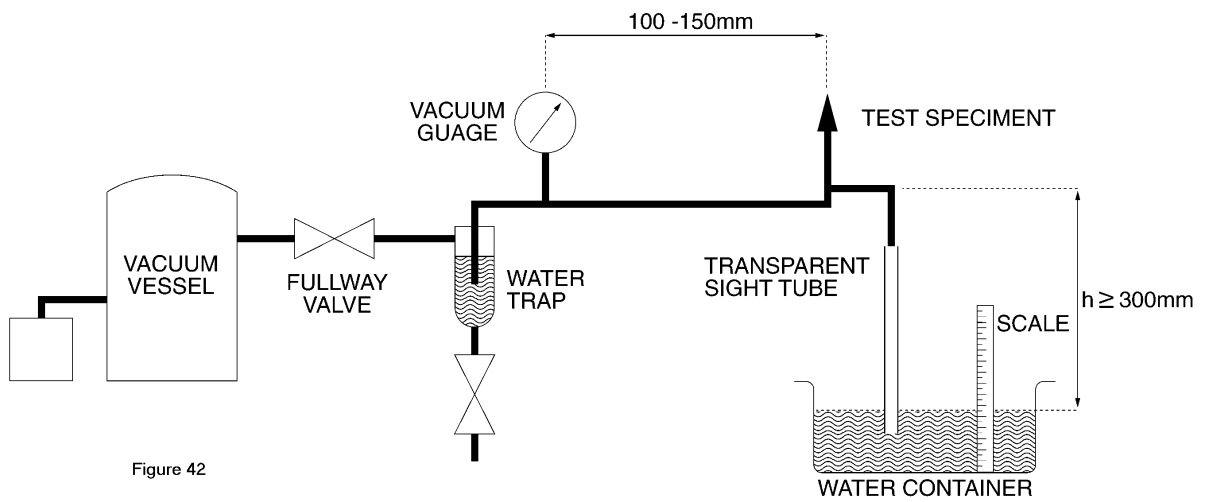 100 -150mm
VACUUM
GUAGE
TEST SPECIMENT
VACUUM
VESSEL
FULLWAY
VALVE
WATER
TRAP
TRANSPARENT
SIGHT TUBE
h ≥ 300mm
SCALE
Figure 42
WATER CONTAINER